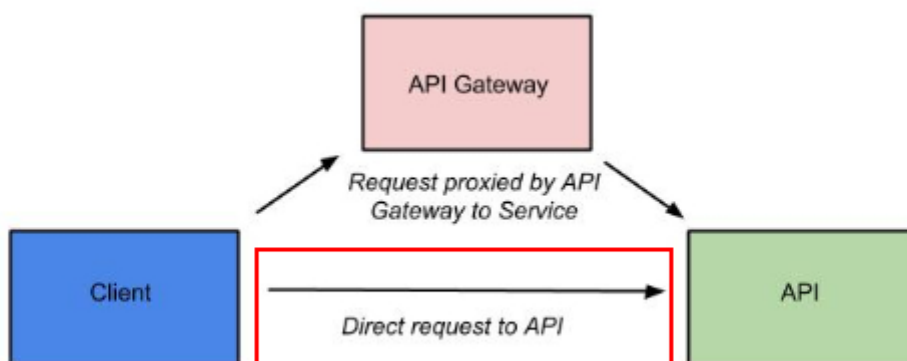 API Gateway
Request proxied by API
Gateway to Service
Client
API
Direct request to API